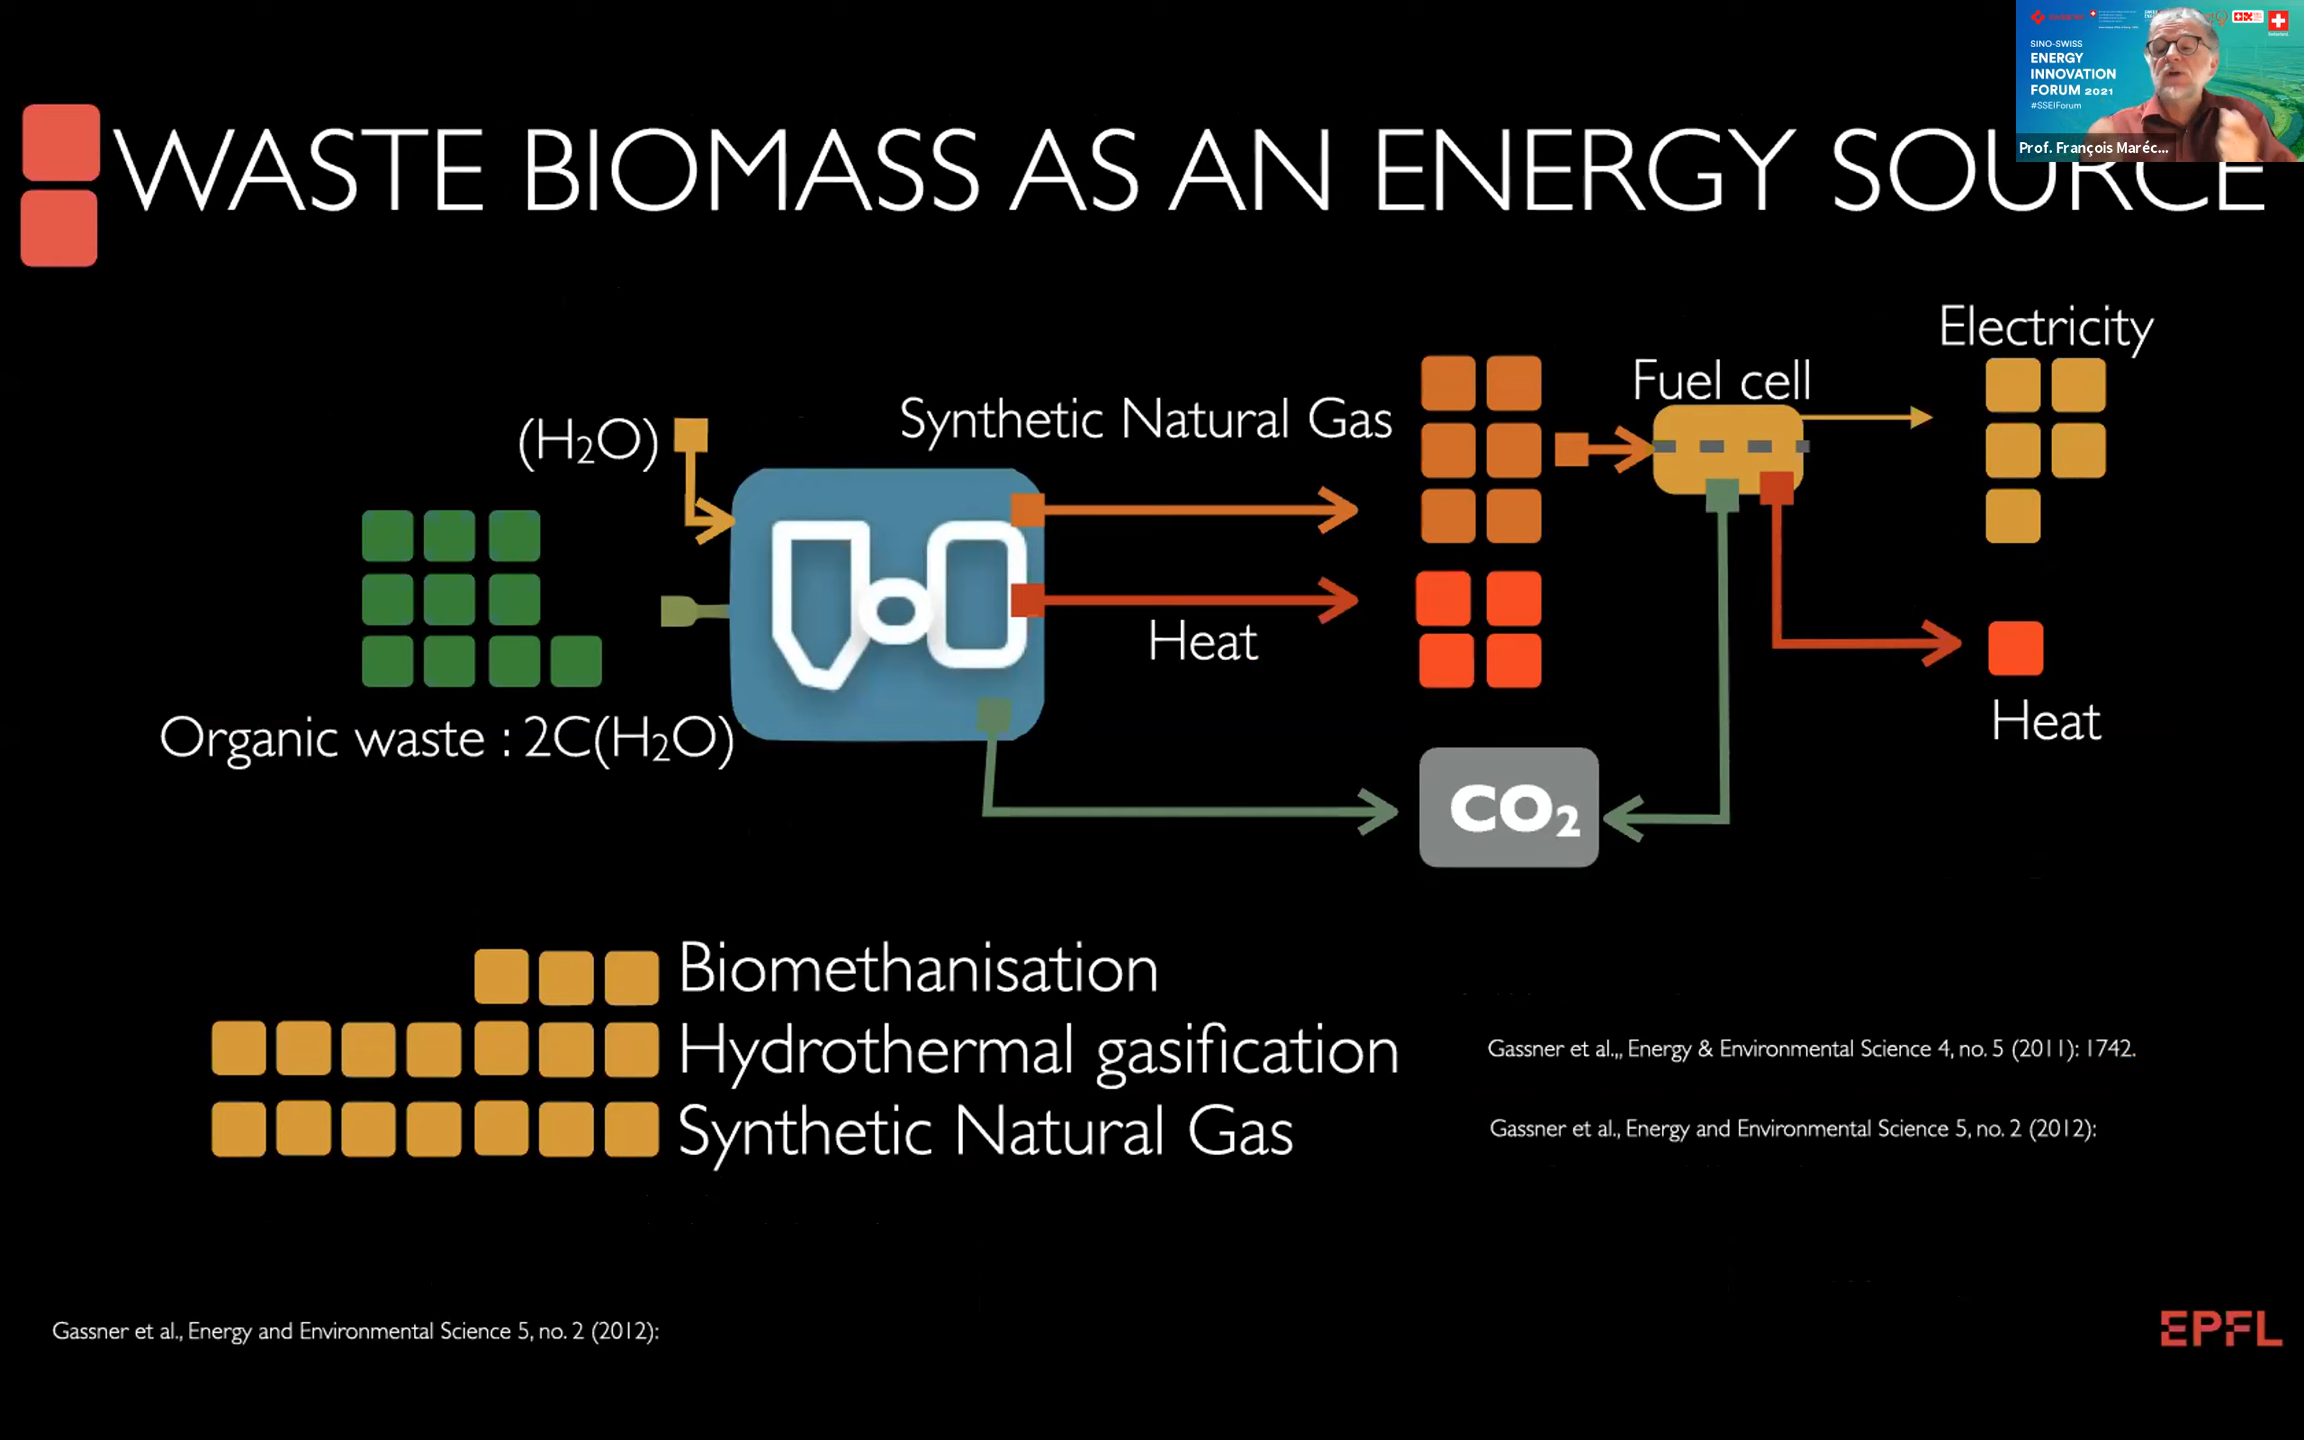 SINO-SWISS
ENERGY
INNOVATION
FORUM 2021
#SSEIForum
Prof. François Maréc...
WASTE BIOMASS AS AN ENERGY SOURCE
Electricity
Fuel cell
Synthetic Natural Gas
(H₂O)
Heat
Organic waste : 2C(H₂O)
Heat
CO₂
Biomethanisation
Hydrothermal gasification
Synthetic Natural Gas
Gassner et al.,, Energy & Environmental Science 4, no. 5 (2011): 1742.
Gassner et al., Energy and Environmental Science 5, no. 2 (2012):
Gassner et al., Energy and Environmental Science 5, no. 2 (2012):
EPFL